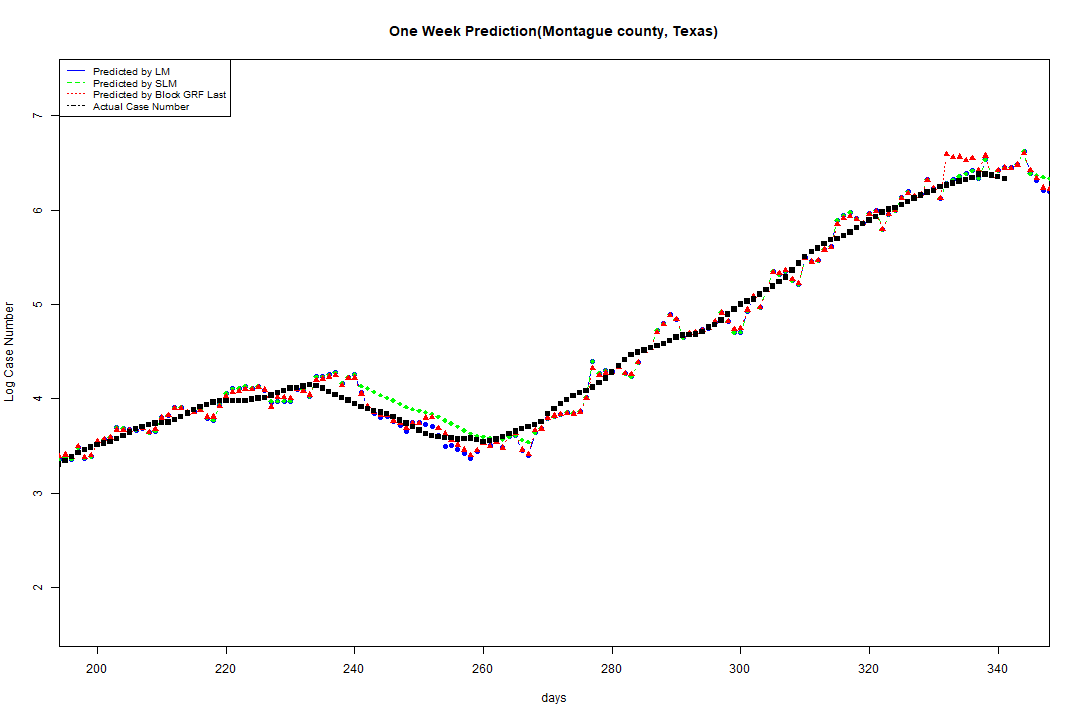 One Week Prediction(Montague county, Texas)
Predicted by LM
Predicted by SLM
Predicted by Block GRF Last
Actual Case Number
7
6
5
4
3
2
Log Case Number
200 220 240 260 280 300 320 340
days